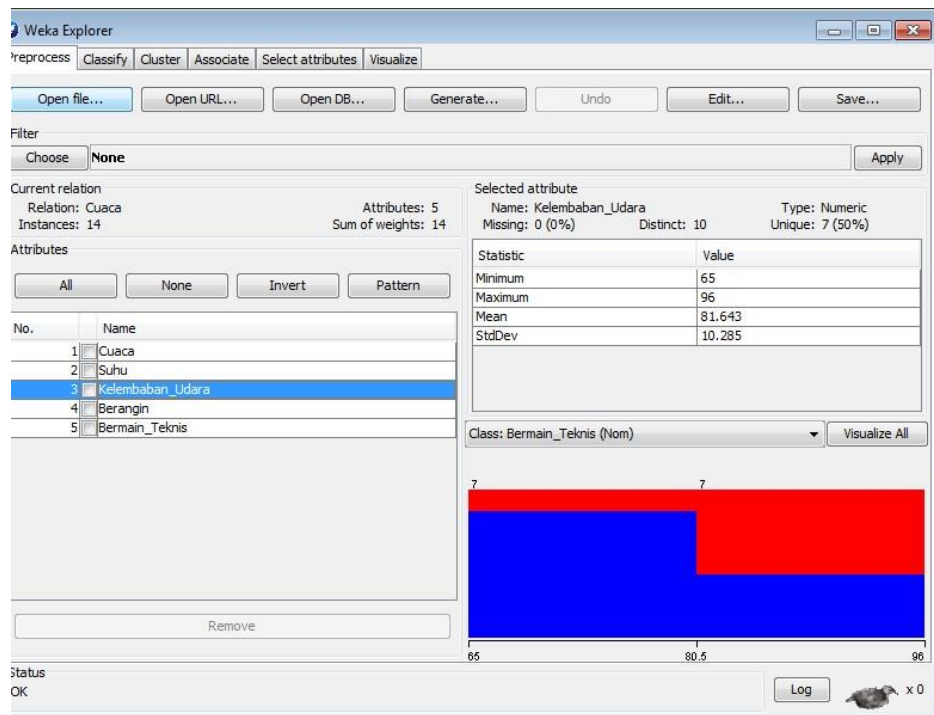 Weka Explorer
Preprocess Classify Cluster Associate Select attributes Visualize
Open file... Open URL... Open DB... Generate... Undo Edit... Save...
Filter
Choose None Apply
Current relation
Relation: Cuaca Attributes: 5
Instances: 14 Sum of weights: 14
Attributes
All None Invert Pattern
No. Name
1 Cuaca
2 Suhu
3 Kelembaban_Udara
4 Berangin
5 Bermain_Teknis
Remove
Selected attribute
Name: Kelembaban_Udara Type: Numeric
Missing: 0 (0%) Distinct: 10 Unique: 7 (50%)
Statistic Value
Minimum 65
Maximum 96
Mean 81.643
StdDev 10.285
Class: Bermain_Teknis (Nom) Visualize All
7 7
65 80.5 96
Status
OK
Log x 0